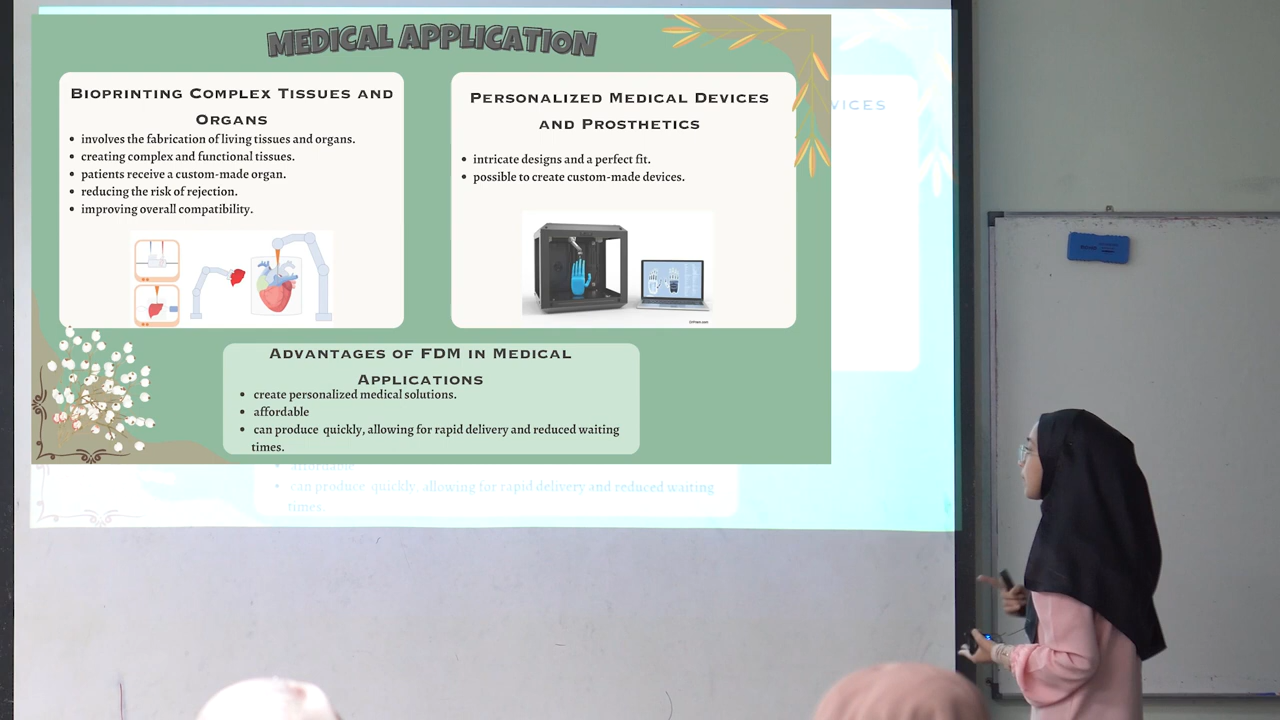 MEDICAL APPLICATION
BIOPRINTING COMPLEX TISSUES AND
ORGANS
• involves the fabrication of living tissues and organs.
• creating complex and functional tissues.
• patients receive a custom-made organ.
• reducing the risk of rejection.
• improving overall compatibility.
PERSONALIZED MEDICAL DEVICES
AND PROSTHETICS
• intricate designs and a perfect fit.
• possible to create custom-made devices.
ADVANTAGES OF FDM IN MEDICAL
APPLICATIONS
• create personalized medical solutions.
• affordable
• can produce quickly, allowing for rapid delivery and reduced waiting
times.
VICES
• affordable
• can produce quickly, allowing for rapid delivery and reduced waiting
times.